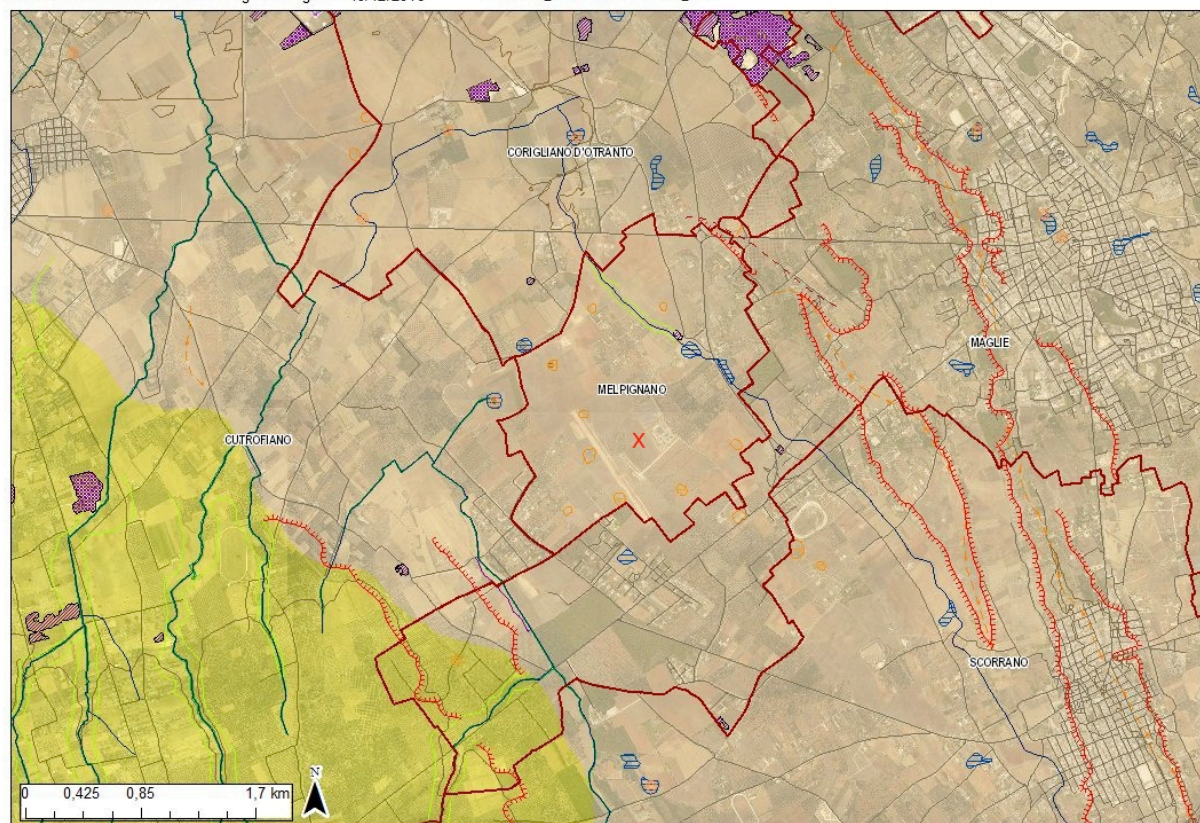 CORIGLIANO D'OTRANTO
MAGLIE
MELPIGNANO
X
CUTROFIANO
SCORRANO
N
0 0,425 0,85 1,7 km